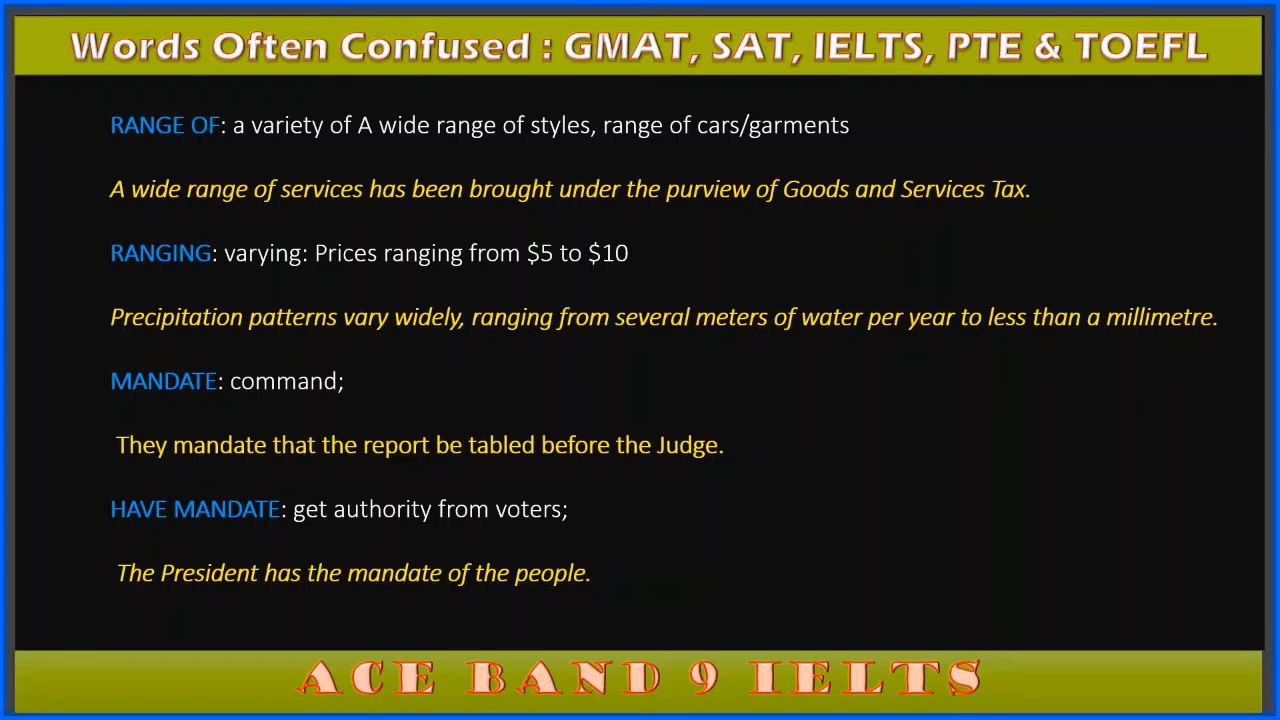 Words Often Confused : GMAT, SAT, IELTS, PTE & TOEFL
RANGE OF: a variety of A wide range of styles, range of cars/garments
A wide range of services has been brought under the purview of Goods and Services Tax.
RANGING: varying: Prices ranging from $5 to $10
Precipitation patterns vary widely, ranging from several meters of water per year to less than a millimetre.
MANDATE: command;
They mandate that the report be tabled before the Judge.
HAVE MANDATE: get authority from voters;
The President has the mandate of the people.
ACE BAND 9 IELTS